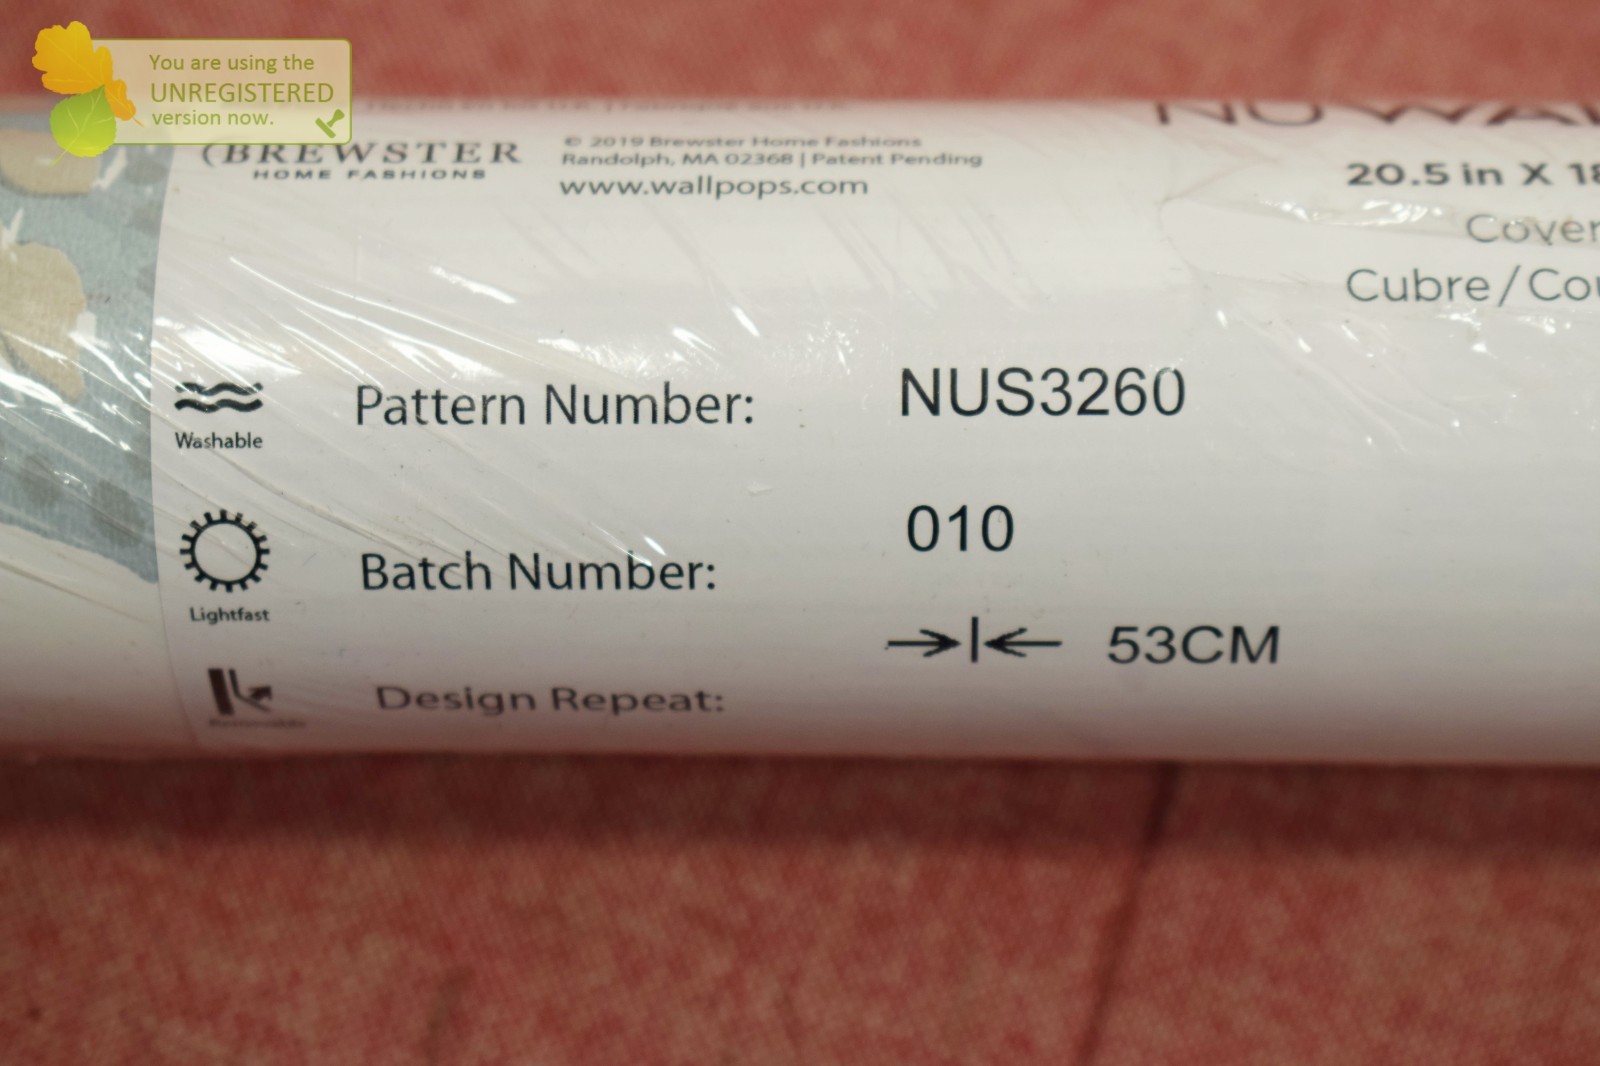 You are using the
UNREGISTERED
version now.
BREWSTER
HOME FASHIONS
© 2019 Brewster Home Fashions
Randolph, MA 02368 | Patent Pending
www.wallpops.com
20.5 in X 18
Cover
Cubre/Cou
Washable
Pattern Number: NUS3260
Lightfast
Batch Number: 010
Design Repeat: 53CM